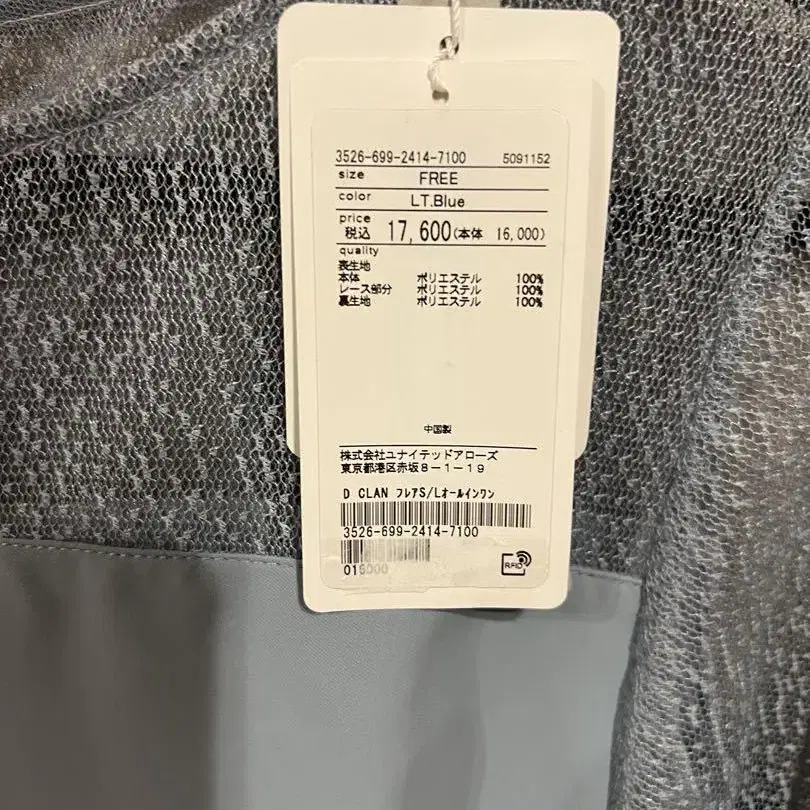 3526-699-2414-7100 5091152
size FREE
color LT.Blue
price
税込 17,600(本体 16,000)
quality
表生地
本体 ポリエステル 100%
レース部分 ポリエステル 100%
裏生地 ポリエステル 100%
中国製
株式会社ユナイテッドアローズ
東京都港区赤坂8-1-19
D CLAN フレアS/Lオールインワン
3526-699-2414-7100
016000
RFID